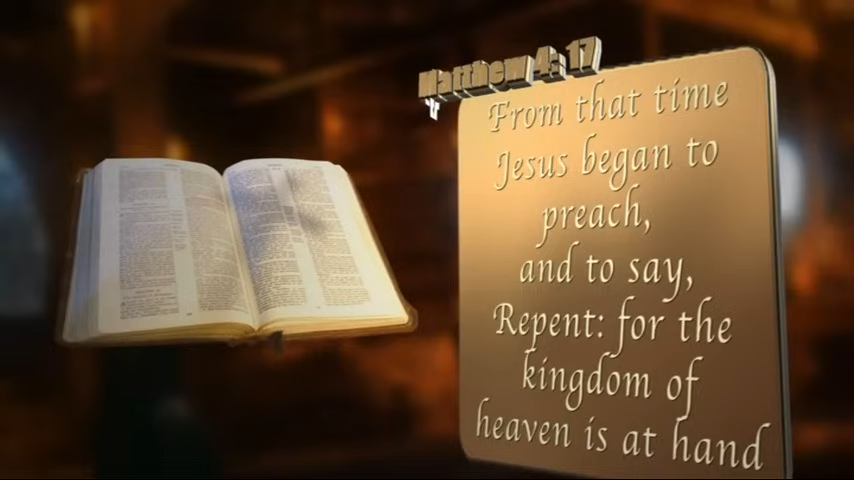 Matthew 4: 17
From that time
Jesus began to
preach,
and to say,
Repent: for the
kingdom of
heaven is at hand